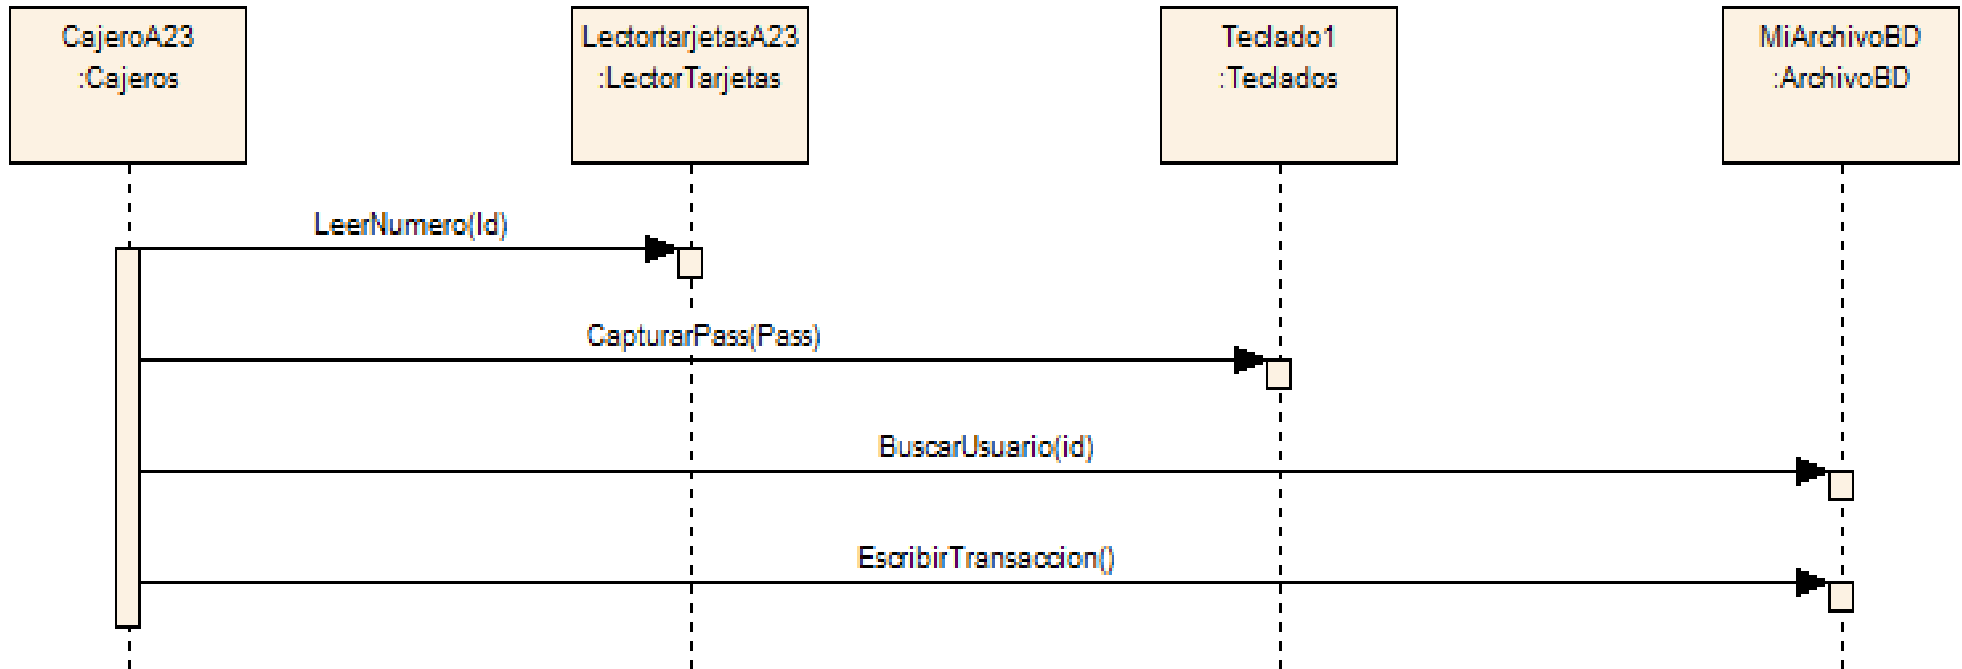 CajeroA23
:Cajeros
LectortarjetasA23
:LectorTarjetas
Teclado1
:Teclados
MiArchivoBD
:ArchivoBD
LeerNumero(Id)
CapturarPass(Pass)
BuscarUsuario(id)
EscribirTransaccion()